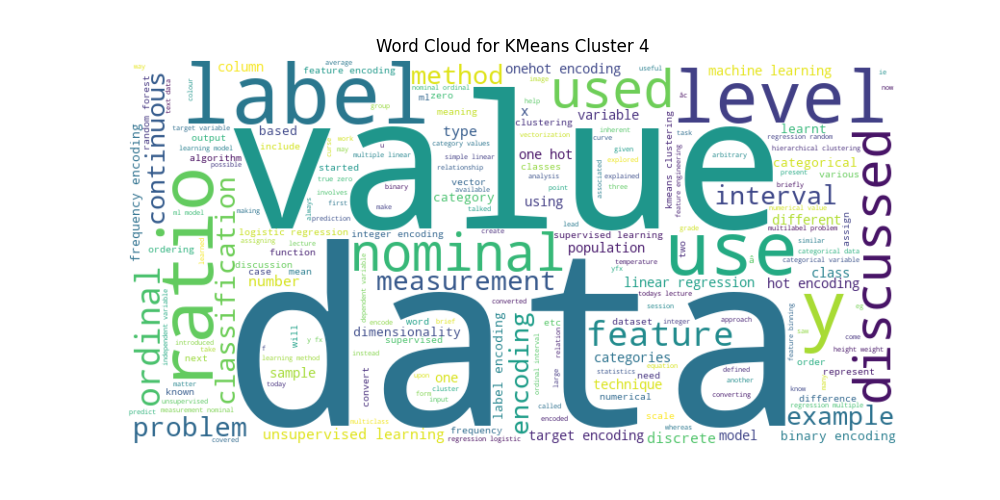 Word Cloud for KMeans Cluster 4
value
data
label
level
used
use
ratio
nominal
discussed
y
feature
ordinal
continuous
classification
measurement
encoding
interval
problem
example
method
column
feature encoding
average
onehot encoding
useful
machine learning
image
help
variable
x
clustering
vectorization
inherent
curve
given
task
regression random
learnt
hierarchical clustering
arbitrary
categorical
various
present
briefly
numerical value
different
multilabel problem
similar
categorical data
categorical variable
assign
class
hot encoding
grade
two
kmeans clustering
feature engineering
explored
three
explained
associated
point
analysis
classes
one hot
type
meaning
zero
ml
nominal ordinal
group
colour
text data
random forest
frequency encoding
target variable
output
learning model
possible
algorithm
based
include
started
true zero
involves
first
always
prediction
binary
make
simple linear
relationship
multiple linear
category values
work
may
curse
category
vector
available
talked
using
lead
create
supervised learning
population
temperature
yfx
linear regression
todays lecture
session
integer
dataset
categories
need
technique
numerical
statistics
equation
defined
another
approach
converting
scale
whereas
discrete
model
target encoding
binary encoding
difference
represent
order
height weight
feature binning
come
know
many
regression multiple
now
ie
ml model
making
ordering
assigning
logistic regression
integer encoding
function
lecture
discussion
case
mean
number
dependent variable
independent variable
introduced
take
next
will
learned
f
y fx
learning method
today
sample
matter
known
unsupervised
measurement nominal
predict
covered
unsupervised learning
multiclass
frequency
regression logistic
label encoding
dimensionality
word
brief
supervised
encode
instead
convert
upon
one
form
cluster
input
converted
etc
relation
large
ordinal interval
called
encoded